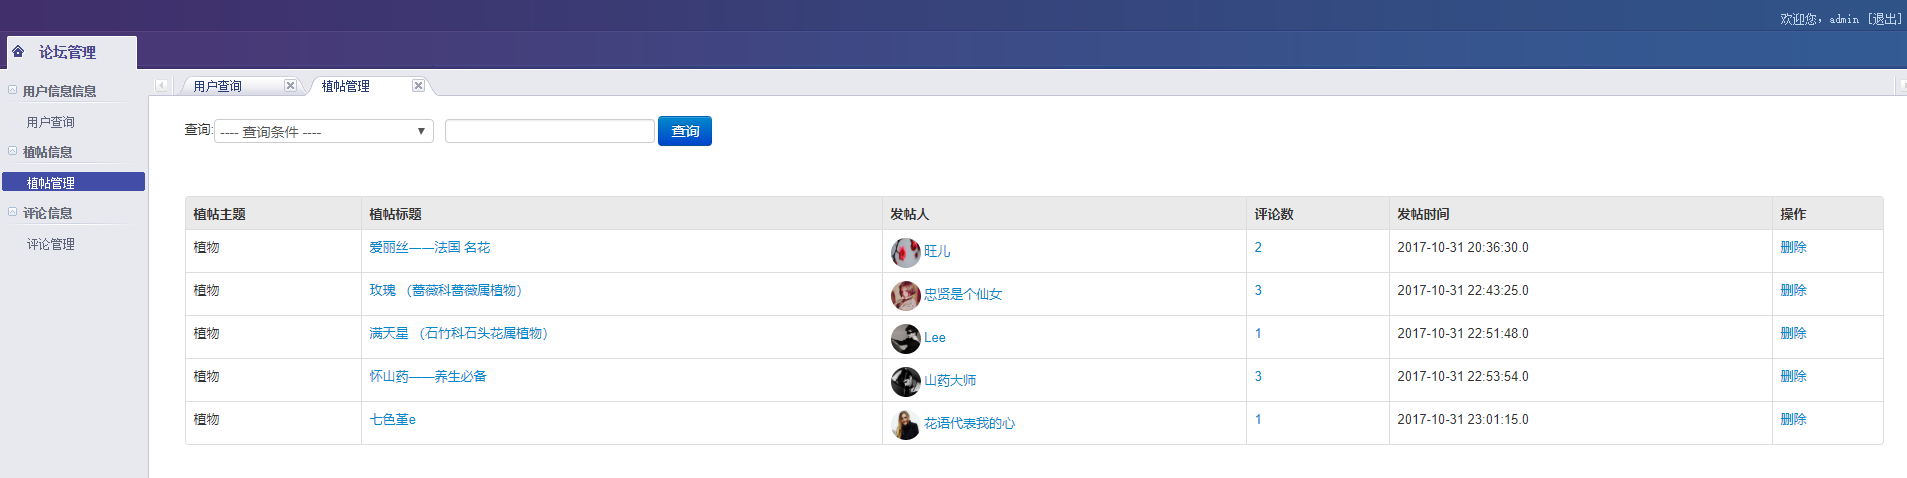 欢迎您，admin [退出]
论坛管理
用户信息信息
用户查询
植帖信息
植帖管理
评论信息
评论管理
用户查询 植帖管理
查询: ---- 查询条件 ---- 查询
植帖主题 植帖标题 发帖人 评论数 发帖时间 操作
植物 爱丽丝——法国 名花 旺儿 2 2017-10-31 20:36:30.0 删除
植物 玫瑰 （蔷薇科蔷薇属植物） 忠贤是个仙女 3 2017-10-31 22:43:25.0 删除
植物 满天星 （石竹科石头花属植物） Lee 1 2017-10-31 22:51:48.0 删除
植物 怀山药——养生必备 山药大师 3 2017-10-31 22:53:54.0 删除
植物 七色堇e 花语代表我的心 1 2017-10-31 23:01:15.0 删除